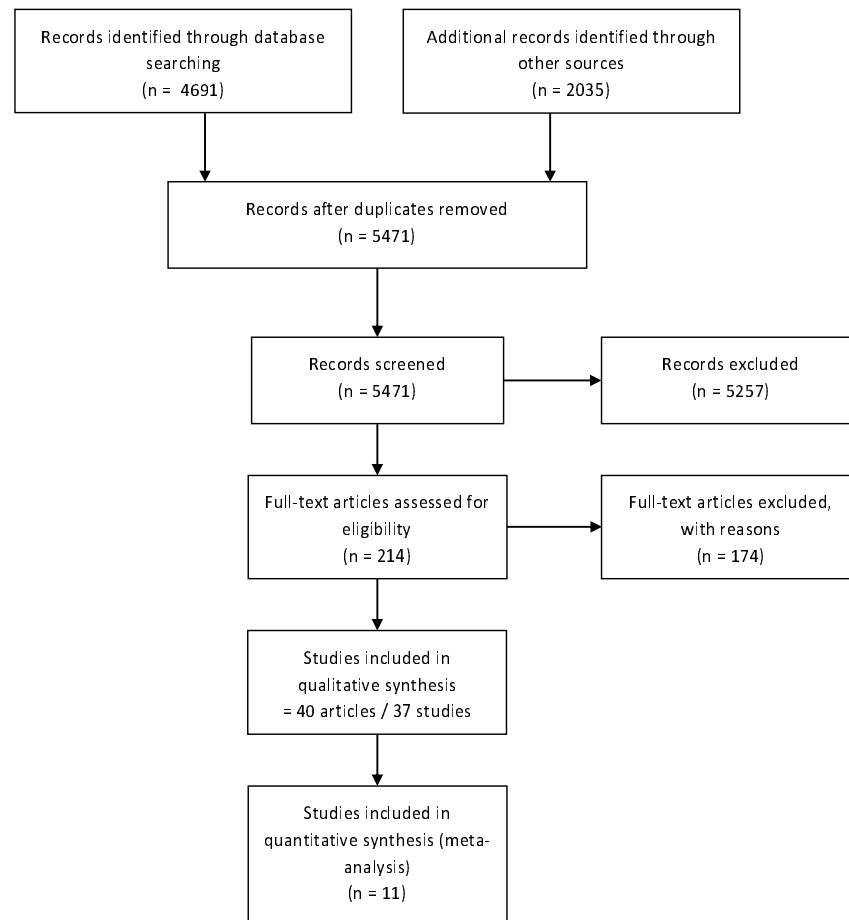 Records identified through database
searching
(n = 4691)
Additional records identified through
other sources
(n = 2035)
Records after duplicates removed
(n = 5471)
Records screened
(n = 5471)
Records excluded
(n = 5257)
Full-text articles assessed for
eligibility
(n = 214)
Full-text articles excluded,
with reasons
(n = 174)
Studies included in
qualitative synthesis
= 40 articles / 37 studies
Studies included in
quantitative synthesis (meta-
analysis)
(n = 11)